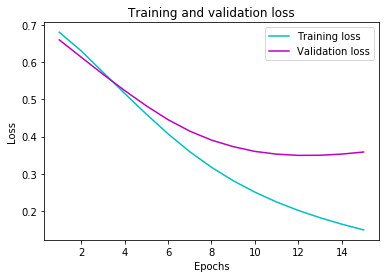 Training and validation loss
Training loss
Validation loss
Loss
0.7
0.6
0.5
0.4
0.3
0.2
2 4 6 8 10 12 14
Epochs